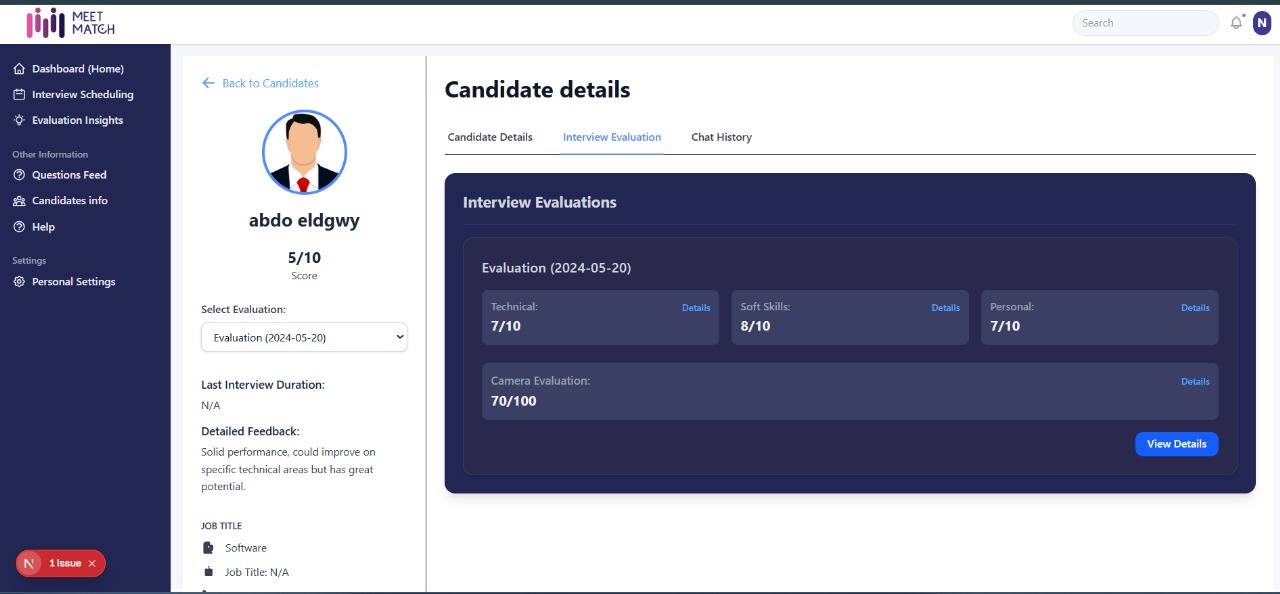 MEET
MATCH
Search
N
Dashboard (Home)
Interview Scheduling
Evaluation Insights
Other Information
Questions Feed
Candidates info
Help
Settings
Personal Settings
N 1 Issue
Back to Candidates
abdo eldgwy
5/10
Score
Select Evaluation:
Evaluation (2024-05-20)
Last Interview Duration:
N/A
Detailed Feedback:
Solid performance, could improve on
specific technical areas but has great
potential.
JOB TITLE
Software
Job Title: N/A
Candidate details
Candidate Details Interview Evaluation Chat History
Interview Evaluations
Evaluation (2024-05-20)
Technical: Details
7/10
Soft Skills: Details
8/10
Personal: Details
7/10
Camera Evaluation: Details
70/100
View Details